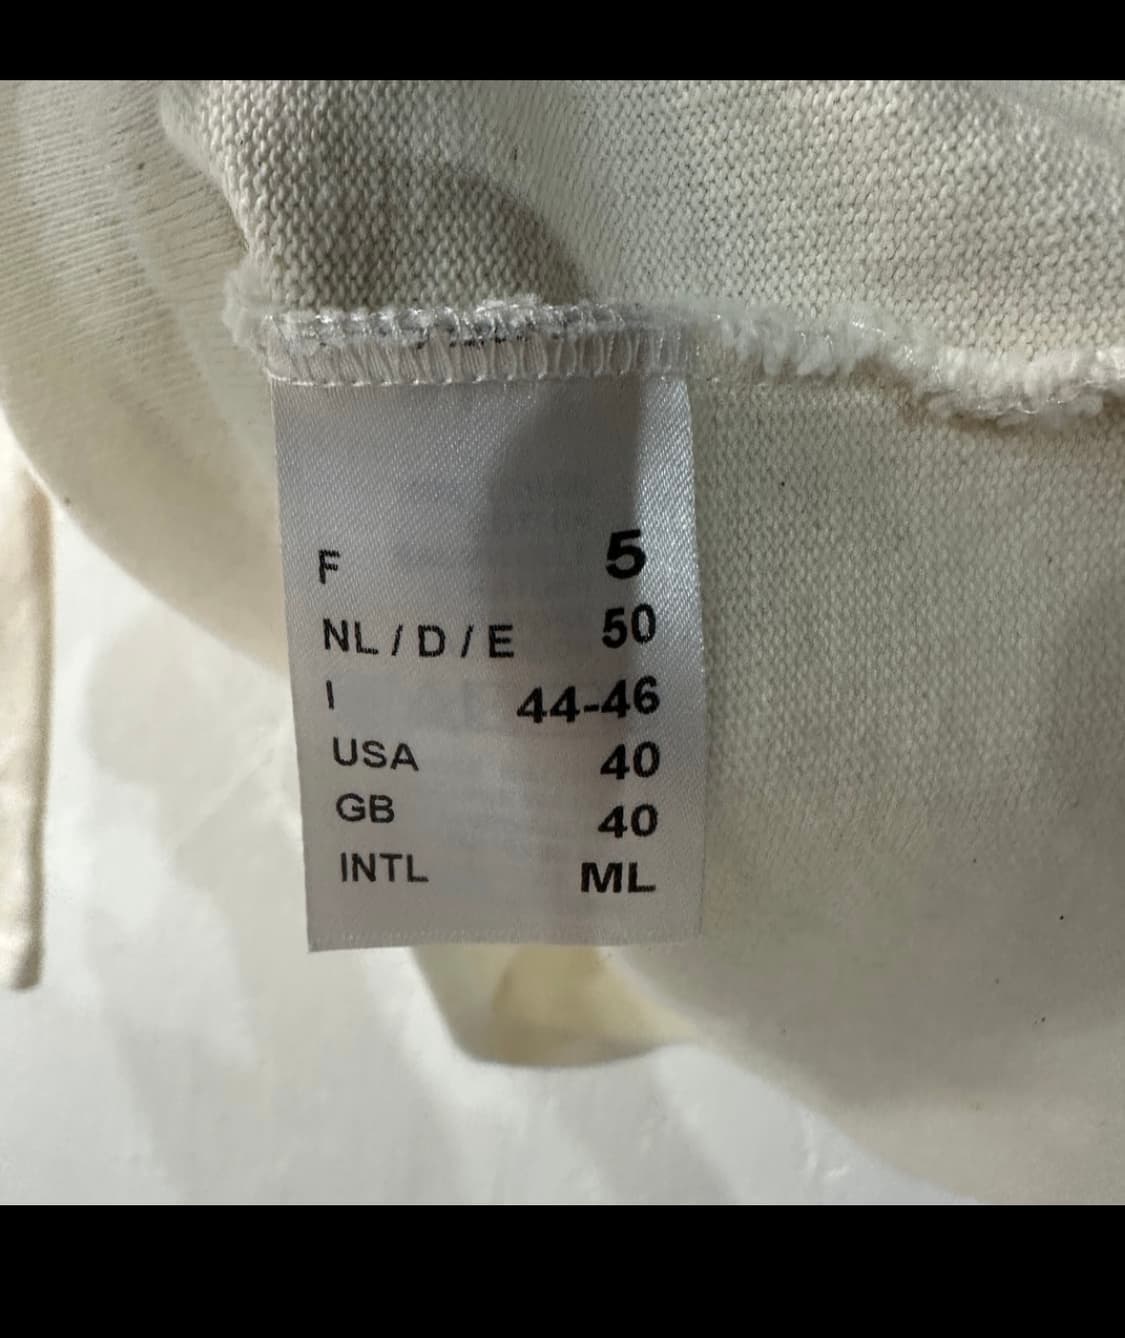 F 5
NL/D/E 50
I 44-46
USA 40
GB 40
INTL ML